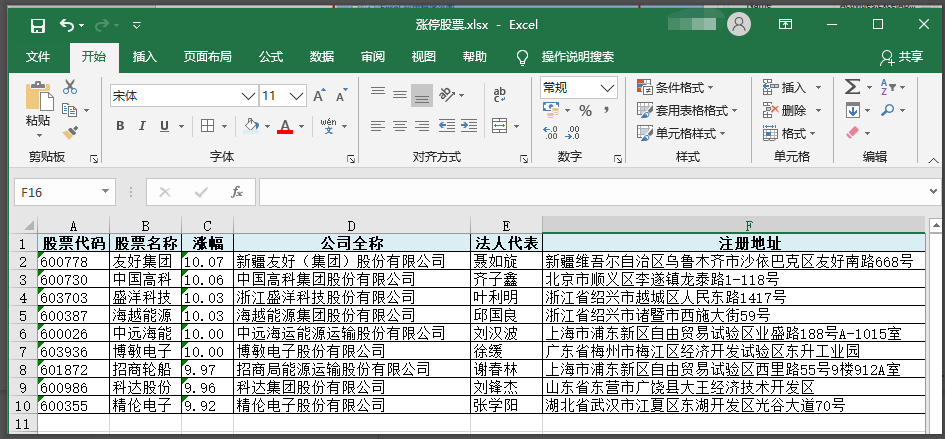 涨停股票.xlsx - Excel
文件 开始 插入 页面布局 公式 数据 审阅 视图 帮助 操作说明搜索 共享
宋体 11 A A ab c 常规 条件格式 插入 Σ A Z
粘贴 % , 套用表格格式 删除
B I U A wén 文 .00 .00 单元格样式 格式
剪贴板 字体 对齐方式 数字 样式 单元格 编辑
F16 fx
A B C D E F
1 股票代码 股票名称 涨幅 公司全称 法人代表 注册地址
2 600778 友好集团 10.07 新疆友好（集团）股份有限公司 聂如旋 新疆维吾尔自治区乌鲁木齐市沙依巴克区友好南路668号
3 600730 中国高科 10.06 中国高科集团股份有限公司 齐子鑫 北京市顺义区李遂镇龙泰路1-118号
4 603703 盛洋科技 10.03 浙江盛洋科技股份有限公司 叶利明 浙江省绍兴市越城区人民东路1417号
5 600387 海越能源 10.03 海越能源集团股份有限公司 邱国良 浙江省绍兴市诸暨市西施大街59号
6 600026 中远海能 10.00 中远海运能源运输股份有限公司 刘汉波 上海市浦东新区自由贸易试验区业盛路188号A-1015室
7 603936 博敏电子 10.00 博敏电子股份有限公司 徐缓 广东省梅州市梅江区经济开发试验区东升工业园
8 601872 招商轮船 9.97 招商局能源运输股份有限公司 谢春林 上海市浦东新区自由贸易试验区西里路55号9楼912A室
9 600986 科达股份 9.96 科达集团股份有限公司 刘锋杰 山东省东营市广饶县大王经济技术开发区
10 600355 精伦电子 9.92 精伦电子股份有限公司 张学阳 湖北省武汉市江夏区东湖开发区光谷大道70号
11